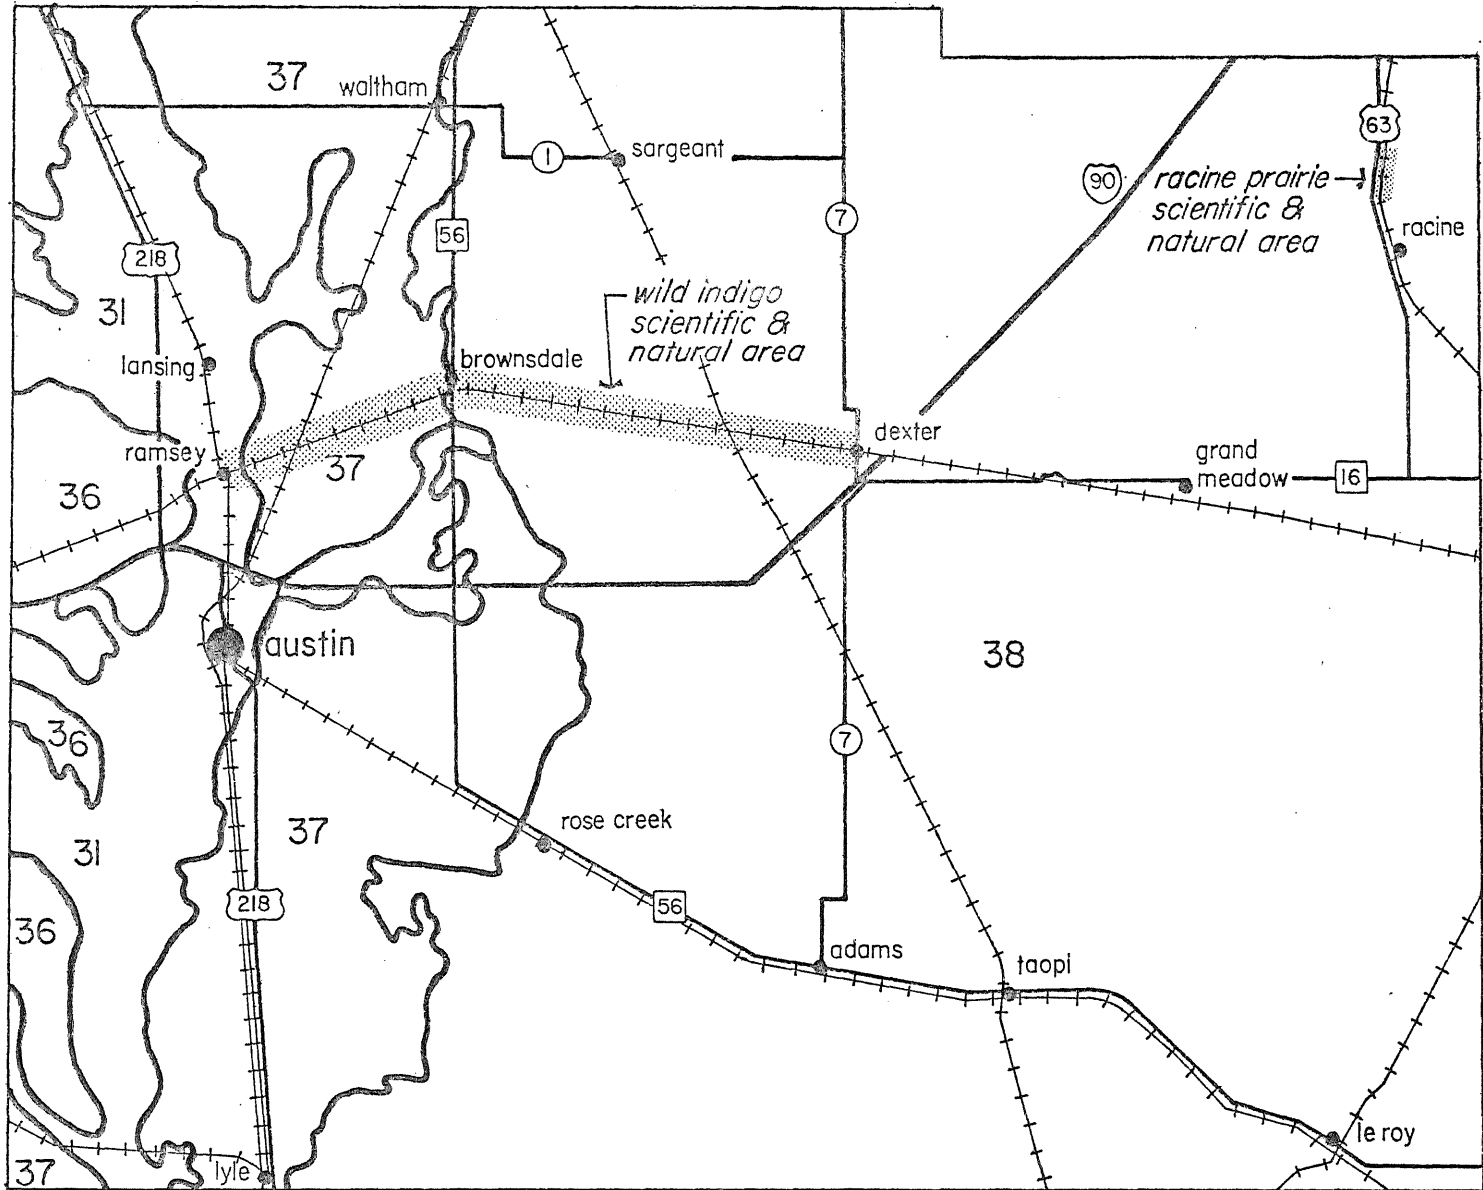 37
waltham
1
sargeant
63
90
racine prairie
scientific &
natural area
racine
7
56
218
31
wild indigo
scientific &
natural area
lansing
brownsdale
ramsey
37
dexter
grand
meadow
16
36
austin
38
36
7
37
rose creek
31
218
56
36
adams
taopi
le roy
37
lyle